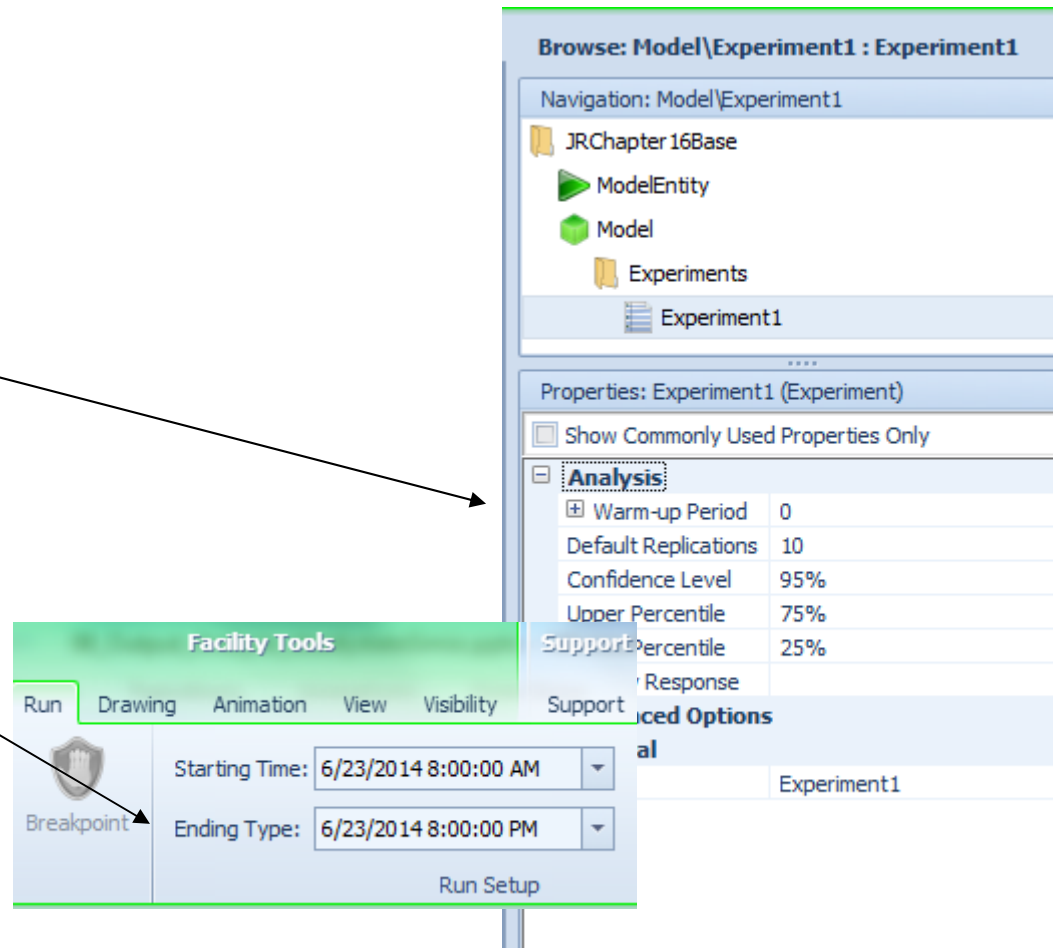 Browse: Model\Experiment1 : Experiment1
Navigation: Model\Experiment1
JRChapter16Base
ModelEntity
Model
Experiments
Experiment1
Properties: Experiment1 (Experiment)
Show Commonly Used Properties Only
Analysis
Warm-up Period 0
Default Replications 10
Confidence Level 95%
Upper Percentile 75%
Percentile 25%
Response
Options
Experiment1
Facility Tools Support
Run Drawing Animation View Visibility Support
Breakpoint
Starting Time: 6/23/2014 8:00:00 AM
Ending Type: 6/23/2014 8:00:00 PM
Run Setup